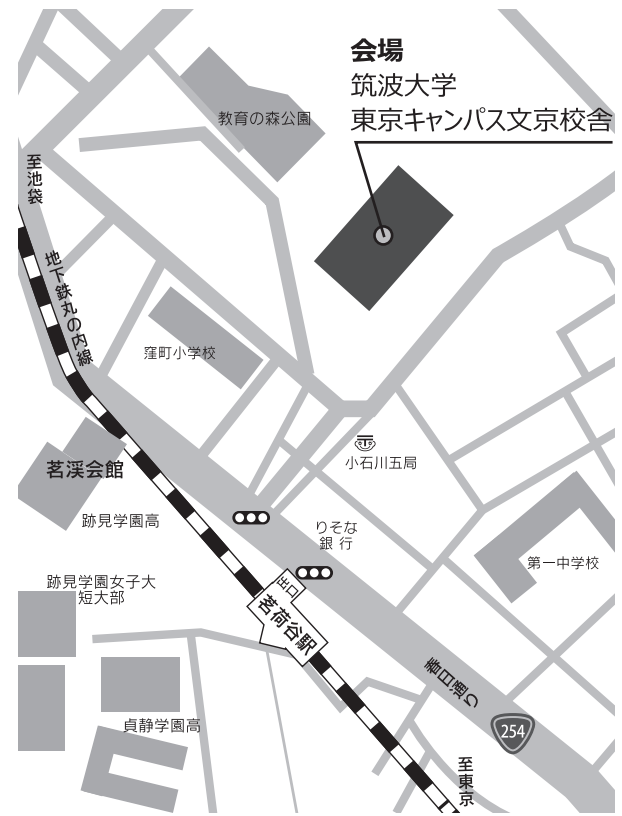 会場
筑波大学
東京キャンパス文京校舎
教育の森公園
至池袋
地下鉄丸の内線
窪町小学校
茗渓会館
小石川五局
跡見学園高
りそな
銀行
第一中学校
跡見学園女子大
短大部
出口
茗荷谷駅
春日通り
貞静学園高
254
至東京